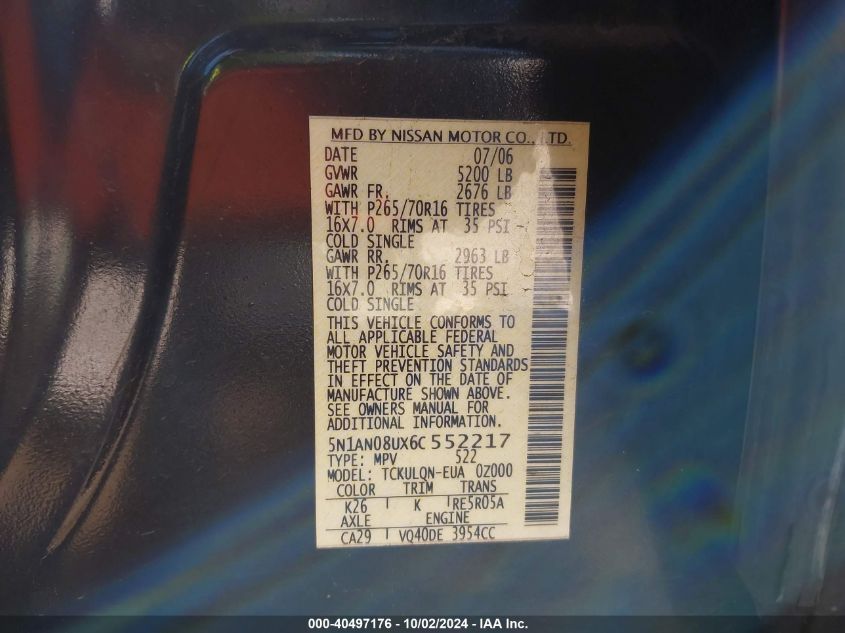 MFD BY NISSAN MOTOR CO., LTD.
DATE 07/06
GVWR 5200 LB
GAWR FR. 2676 LB
WITH P265/70R16 TIRES
16X7.0 RIMS AT 35 PSI
COLD SINGLE
GAWR RR. 2963 LB
WITH P265/70R16 TIRES
16X7.0 RIMS AT 35 PSI
COLD SINGLE
THIS VEHICLE CONFORMS TO
ALL APPLICABLE FEDERAL
MOTOR VEHICLE SAFETY AND
THEFT PREVENTION STANDARDS
IN EFFECT ON THE DATE OF
MANUFACTURE SHOWN ABOVE.
SEE OWNERS MANUAL FOR
ADDITIONAL INFORMATION.
5N1AN08UX6C 552217
TYPE: MPV 522
MODEL: TCKULQN-EUA 0Z000
COLOR TRIM TRANS
K26 K RE5R05A
AXLE ENGINE
CA29 VQ40DE 3954CC
000-40497176 - 10/02/2024 - IAA Inc.